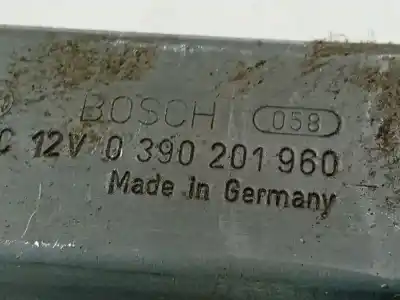 BOSCH 058
C 12V 0 390 201 960
Made in Germany